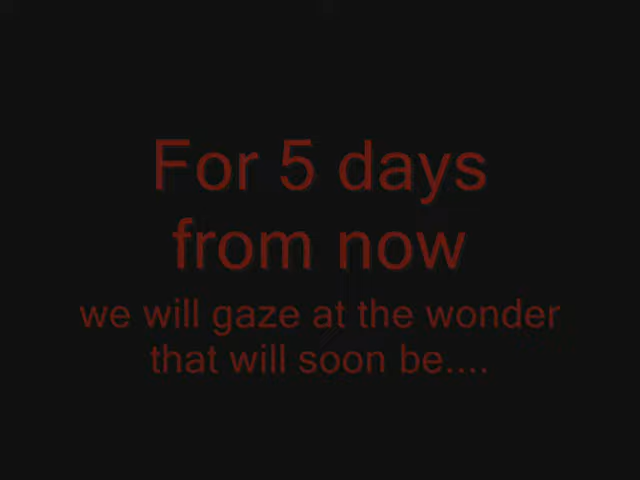 For 5 days
from now
we will gaze at the wonder
that will soon be....